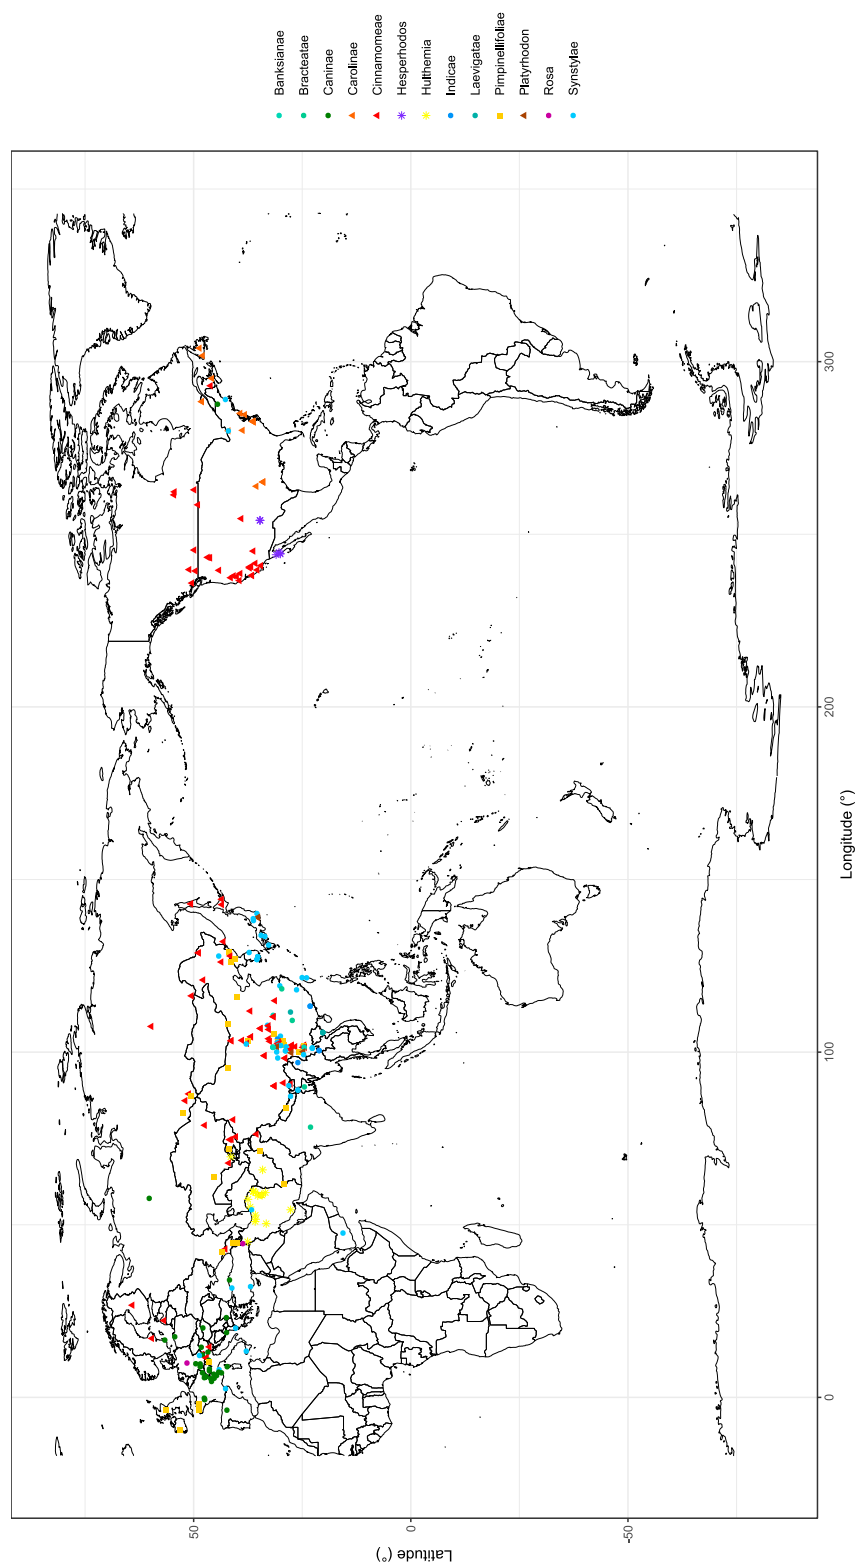 Banksianae
Bracteatae
Caninae
Carolinae
Cinnamomeae
Hesperhodos
Hulthemia
Indicae
Laevigatae
Pimpinellifoliae
Platyrhodon
Rosa
Synstylae
50
0
-50
Latitude (°)
0
100
200
300
Longitude (°)